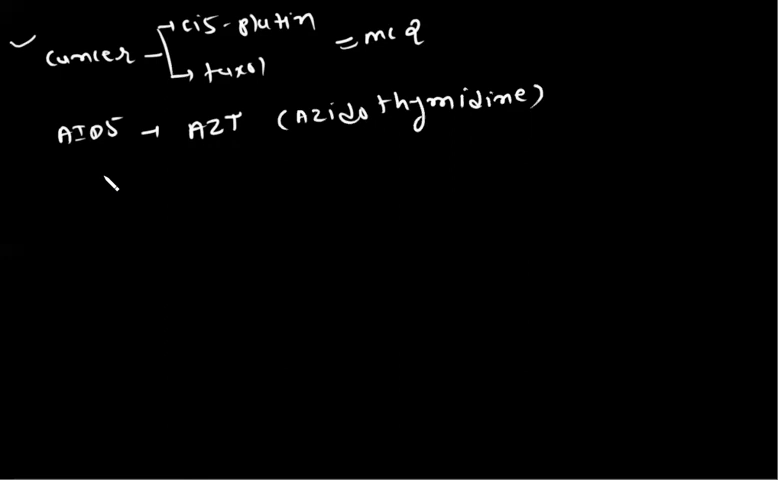 cancer → cis-platin = mcq
→ taxol
AIDS → AZT (Azidothymidine)